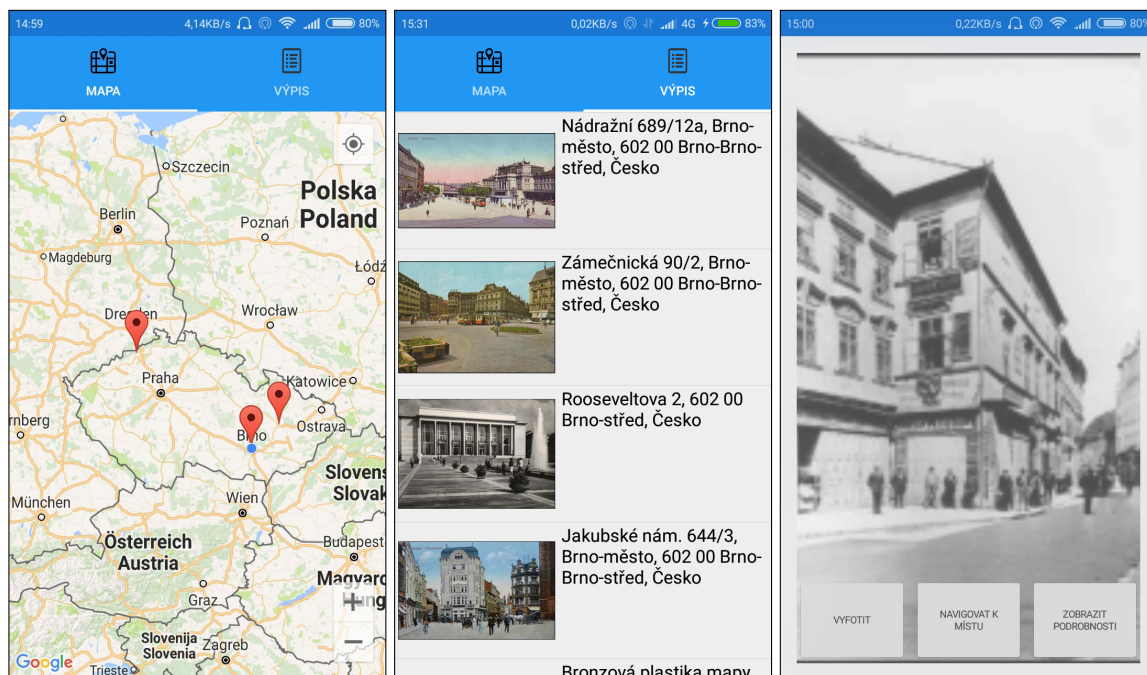 14:59
4,14KB/s
80%
MAPA
VÝPIS
Szczecin
Polska
Poland
Berlin
Poznań
Magdeburg
Łódź
Wrocław
Dresden
Praha
Katowice
rnberg
Ostrava
Brno
Slovens
Slovak
München
Wien
Österreich
Austria
Budapest
Magyaro
Hung
Graz
Slovenija
Slovenia
Zagreb
Google
Trieste
15:31
0,02KB/s
4G
83%
MAPA
VÝPIS
Nádražní 689/12a, Brno-
město, 602 00 Brno-Brno-
střed, Česko
Zámečnická 90/2, Brno-
město, 602 00 Brno-Brno-
střed, Česko
Rooseveltova 2, 602 00
Brno-střed, Česko
Jakubské nám. 644/3,
Brno-město, 602 00 Brno-
Brno-střed, Česko
Bronzová plastika mapy
15:00
0,22KB/s
80%
VYFOTIT
NAVIGOVAT K
MÍSTU
ZOBRAZIT
PODROBNOSTI